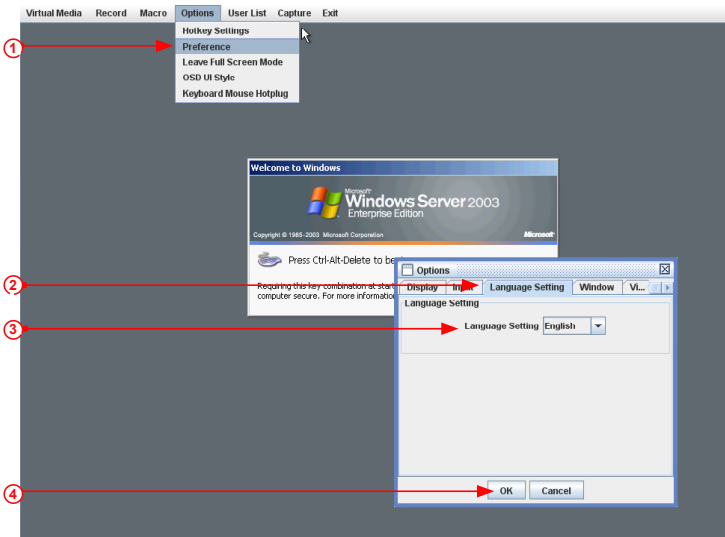 Virtual Media Record Macro Options User List Capture Exit
Hotkey Settings
1
Preference
Leave Full Screen Mode
OSD UI Style
Keyboard Mouse Hotplug
Welcome to Windows
Microsoft
Windows Server 2003
Enterprise Edition
Copyright © 1985-2003 Microsoft Corporation
Microsoft
Press Ctrl-Alt-Delete to be
Requiring this key combination at start
computer secure. For more information
Options
2
Display Input Language Setting Window Vi...
Language Setting
3
Language Setting English
4
OK Cancel